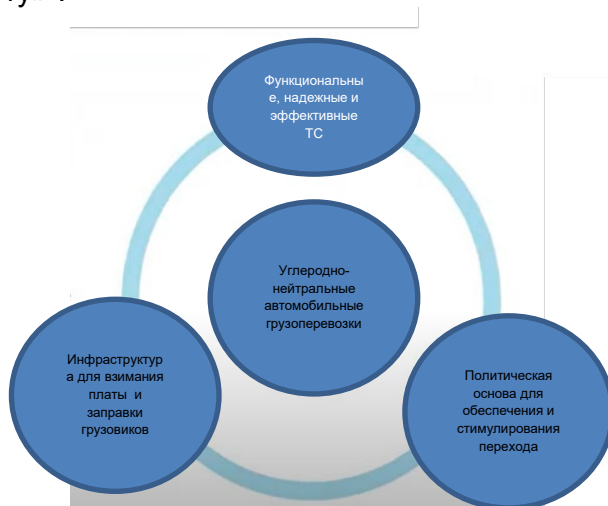 Функциональны
е, надежные и
эффективные
ТС
Углеродно-
нейтральные
автомобильные
грузоперевозки
Инфраструктур
а для взимания
платы и
заправки
грузовиков
Политическая
основа для
обеспечения и
стимулирования
перехода